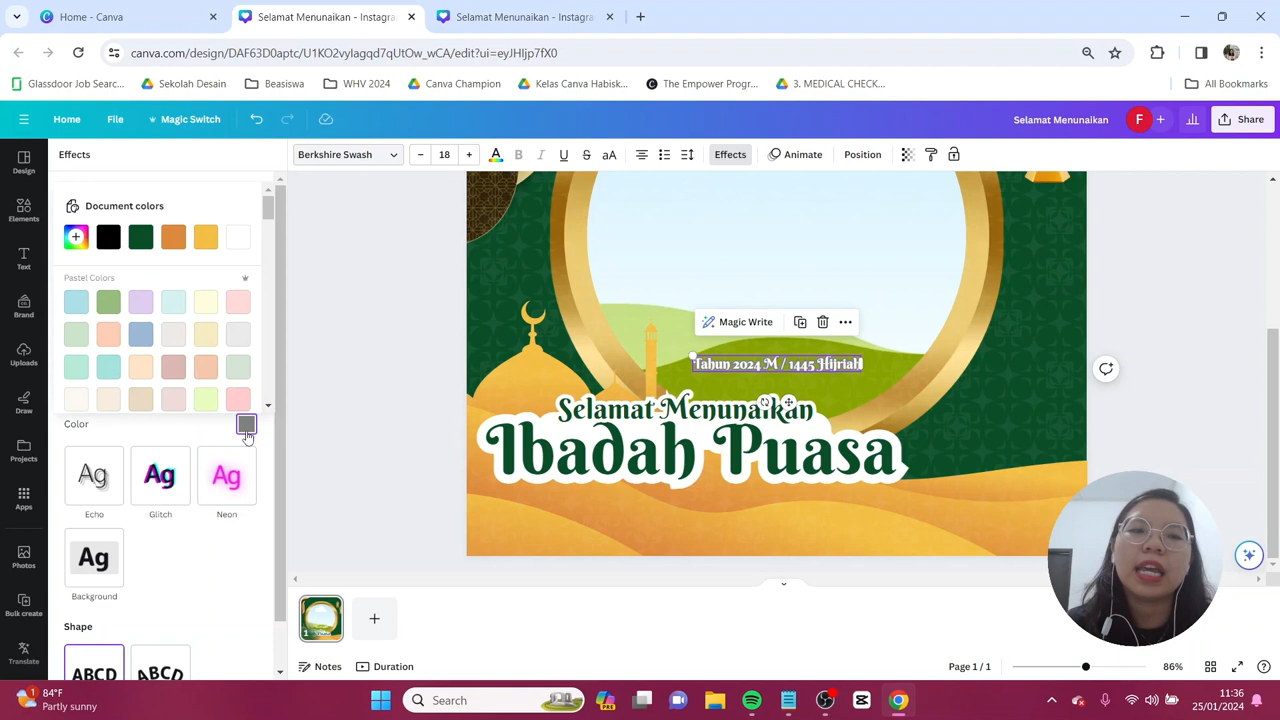 Home - Canva
Selamat Menunaikan - Instagra
Selamat Menunaikan - Instagra
canva.com/design/DAF63D0aptc/U1KO2vyIagqd7qUtOw_wCA/edit?ui=eyJHIjp7fX0
Glassdoor Job Searc...
Sekolah Desain
Beasiswa
WHV 2024
Canva Champion
Kelas Canva Habisk...
The Empower Progr...
3. MEDICAL CHECK...
All Bookmarks
Home
File
Magic Switch
Selamat Menunaikan
F
Share
Design
Elements
Text
Brand
Uploads
Draw
Projects
Apps
Photos
Bulk create
Translate
Effects
Berkshire Swash
18
A
B
I
U
S
aA
Effects
Animate
Position
Document colors
Pastel Colors
Color
Ag
Ag
Ag
Echo
Glitch
Neon
Ag
Background
Shape
ABCD
ABCD
Magic Write
Tahun 2024 M / 1445 Hijriah
Selamat Menunaikan
Ibadah Puasa
1
Notes
Duration
Page 1 / 1
86%
84°F
Partly sunny
1
Search
11:36
25/01/2024